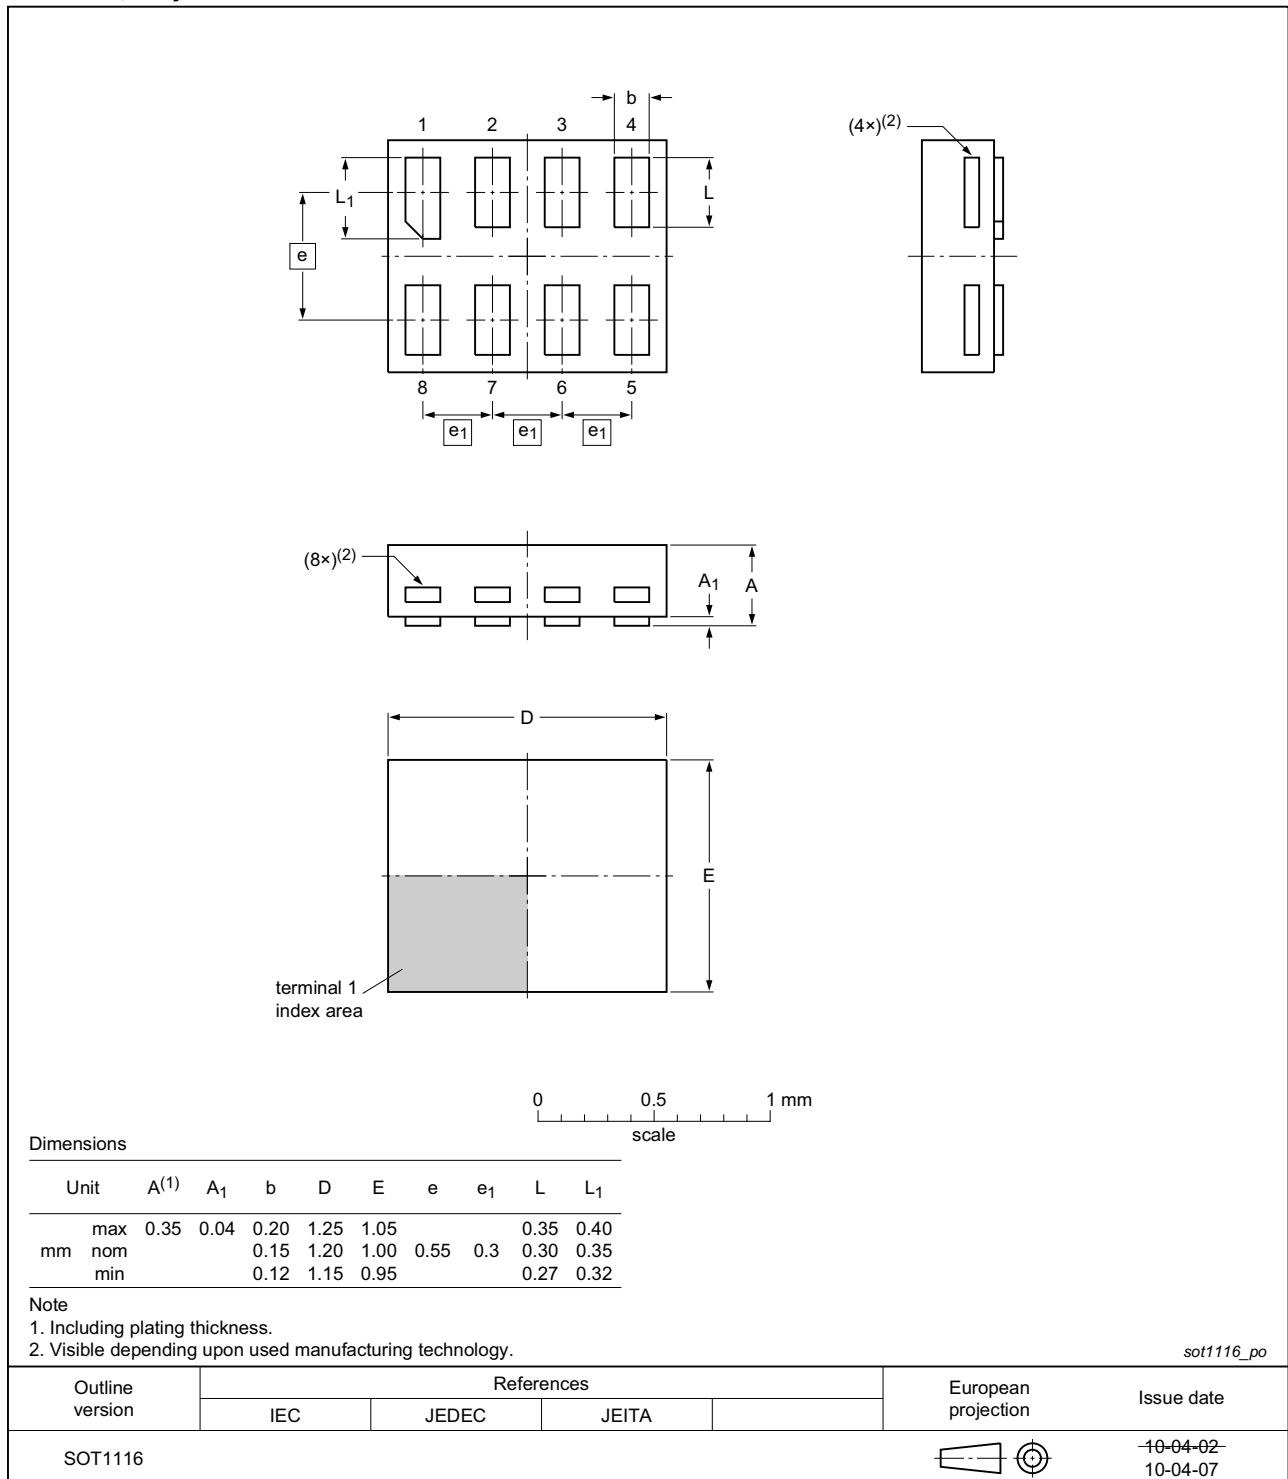 b
1 2 3 4
(4×)(2)
L1
L
e
8 7 6 5
e1 e1 e1
(8×)(2)
A1
A
D
E
terminal 1
index area
0 0.5 1 mm
scale
Dimensions
Unit A(1) A1 b D E e e1 L L1
max 0.35 0.04 0.20 1.25 1.05 0.35 0.40
mm nom 0.15 1.20 1.00 0.55 0.3 0.30 0.35
min 0.12 1.15 0.95 0.27 0.32
Note
1. Including plating thickness.
2. Visible depending upon used manufacturing technology.
sot1116_po
Outline version
References
European projection
Issue date
IEC JEDEC JEITA
SOT1116
10-04-02
10-04-07